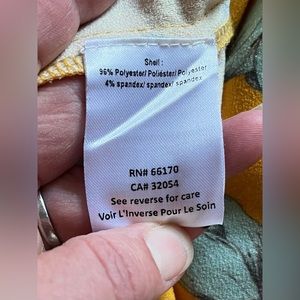 Shell :
96% Polyester/ Poliéster/ Polyester
4% spandex/ spandex/ spandex
RN# 66170
CA# 32054
See reverse for care
Voir L'Inverse Pour Le Soin